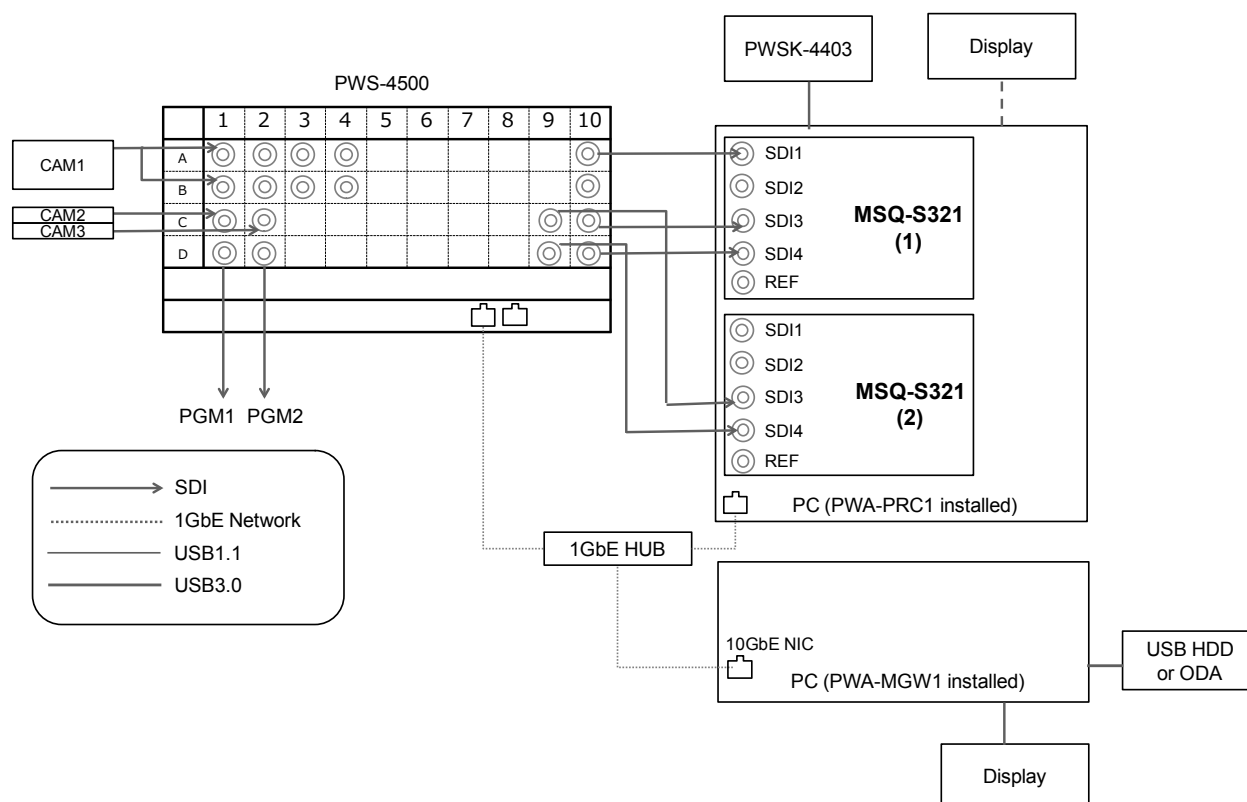 PWSK-4403
Display
PWS-4500
1 2 3 4 5 6 7 8 9 10
A
B
C
D
CAM1
CAM2
CAM3
SDI1
SDI2
SDI3
SDI4
REF
MSQ-S321
(1)
SDI1
SDI2
SDI3
SDI4
REF
MSQ-S321
(2)
PC (PWA-PRC1 installed)
PGM1 PGM2
SDI
1GbE Network
USB1.1
USB3.0
1GbE HUB
10GbE NIC
PC (PWA-MGW1 installed)
USB HDD
or ODA
Display